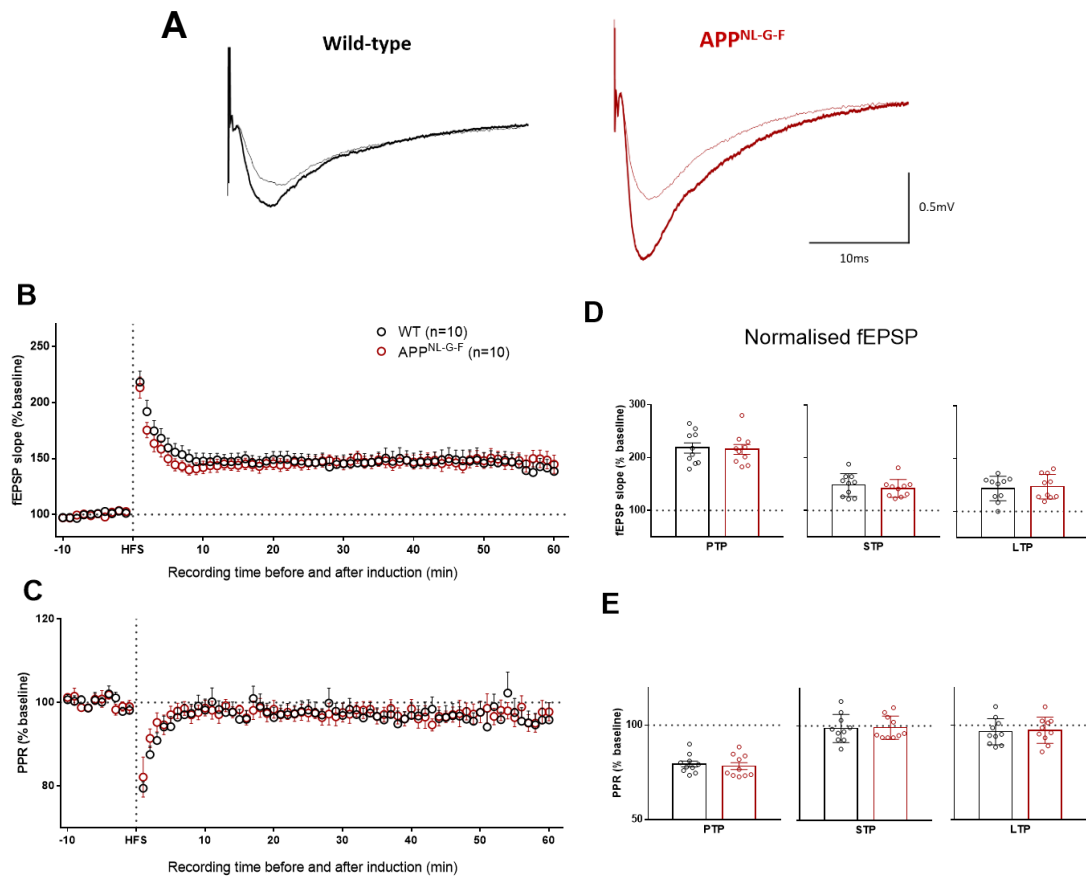 A
Wild-type
APP^NL-G-F
0.5mV
10ms
B
WT (n=10)
APP^NL-G-F (n=10)
250
200
150
100
fEPSP slope (% baseline)
-10 HFS 10 20 30 40 50 60
Recording time before and after induction (min)
C
120
100
80
PPR (% baseline)
-10 HFS 10 20 30 40 50 60
Recording time before and after induction (min)
D
Normalised fEPSP
300
200
100
fEPSP slope (% baseline)
PTP STP LTP
E
100
50
PPR (% baseline)
PTP STP LTP